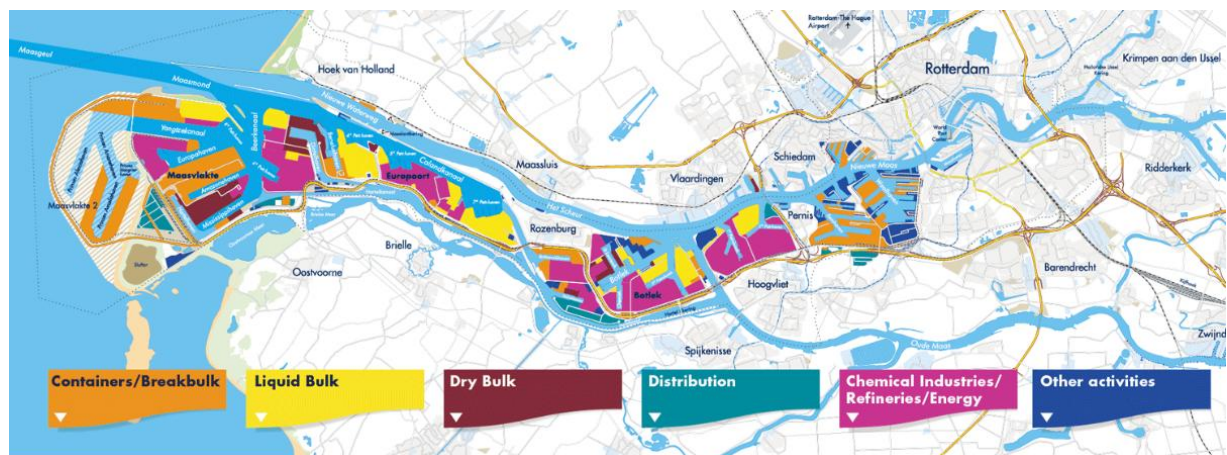 Rotterdam-The Hague
Airport
Maasgeul
Hoek van Holland
Maasmond
Nieuwe Waterweg
Rotterdam
Krimpen aan den IJssel
Yangtzekanaal
Beerkanaal
Europahaven
Maasvlakte
Amazonehaven
Mississippihaven
Maasvlakte 2
Calandkanaal
Europoort
Maassluis
Vlaardingen
Schiedam
Nieuwe Maas
Ridderkerk
Het Scheur
Pernis
Rozenburg
Brielle
Oostvoorne
Botlek
Hoogvliet
Barendrecht
Spijkenisse
Oude Maas
Zwijnd
Containers/Breakbulk
Liquid Bulk
Dry Bulk
Distribution
Chemical Industries/
Refineries/Energy
Other activities